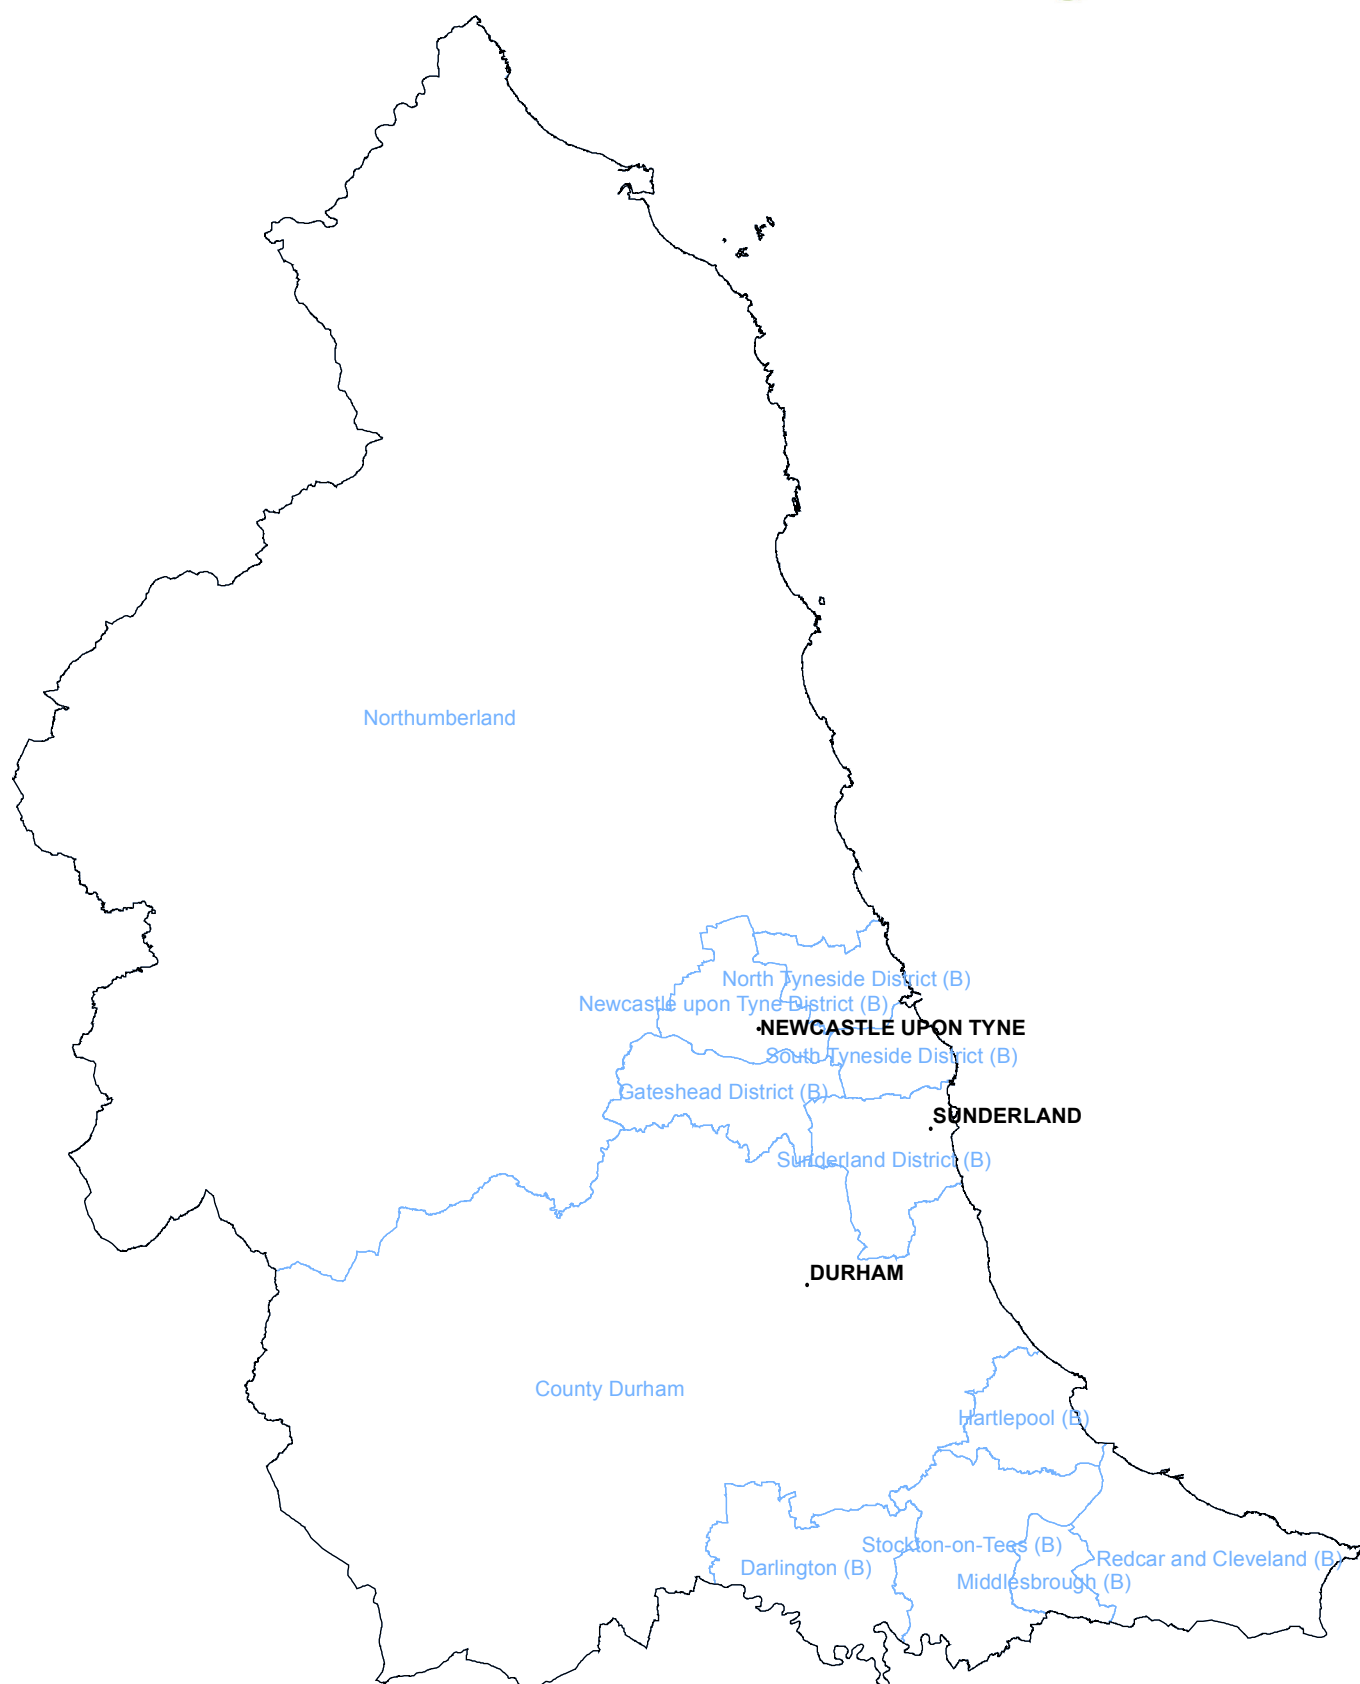 Northumberland
North Tyneside District (B)
Newcastle upon Tyne District (B)
NEWCASTLE UPON TYNE
South Tyneside District (B)
Gateshead District (B)
SUNDERLAND
Sunderland District (B)
DURHAM
County Durham
Hartlepool (B)
Stockton-on-Tees (B)
Redcar and Cleveland (B)
Darlington (B)
Middlesbrough (B)